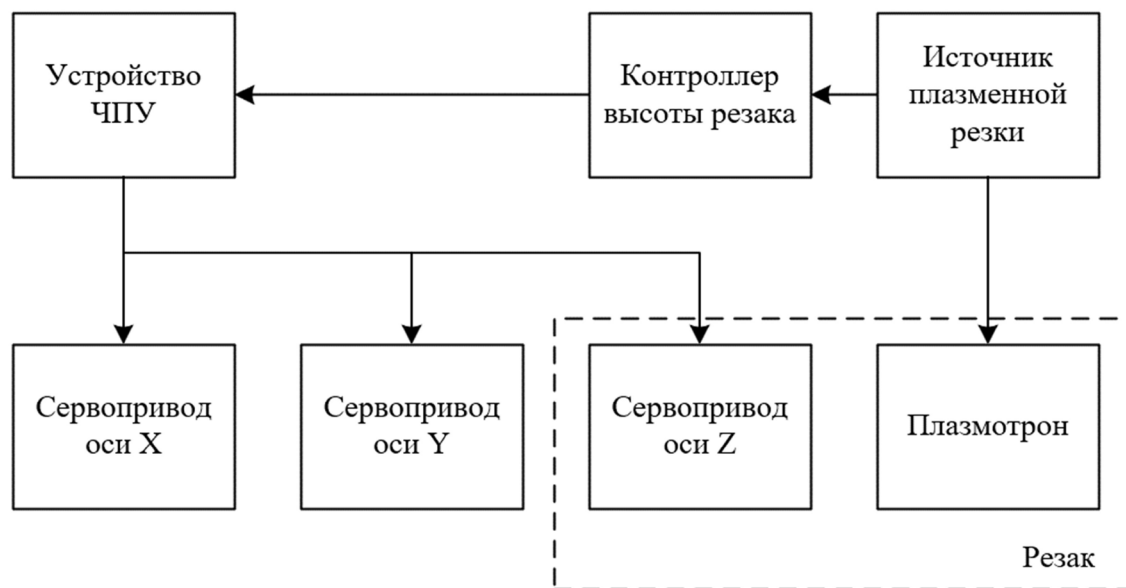 Устройство
ЧПУ
Контроллер
высоты резака
Источник
плазменной
резки
Сервопривод
оси X
Сервопривод
оси Y
Сервопривод
оси Z
Плазмотрон
Резак